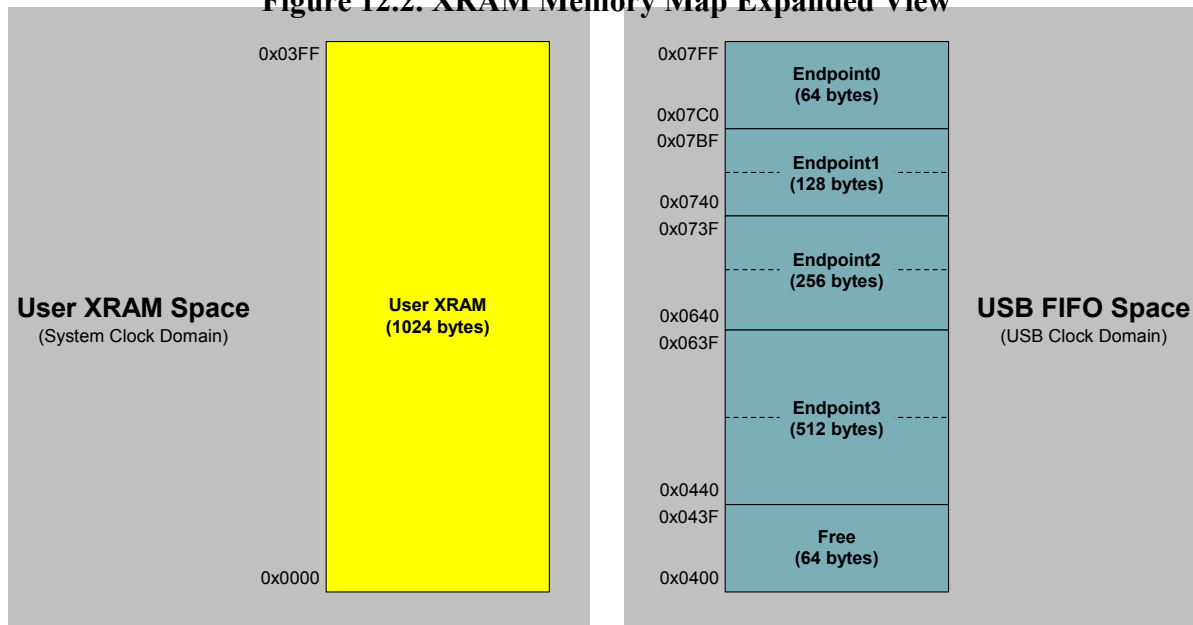 Figure 12.2. XRAM Memory Map Expanded View
0x03FF
User XRAM Space
(System Clock Domain)
User XRAM
(1024 bytes)
0x0000
0x07FF
Endpoint0
(64 bytes)
0x07C0
0x07BF
Endpoint1
(128 bytes)
0x0740
0x073F
Endpoint2
(256 bytes)
0x0640
0x063F
Endpoint3
(512 bytes)
0x0440
0x043F
Free
(64 bytes)
0x0400
USB FIFO Space
(USB Clock Domain)